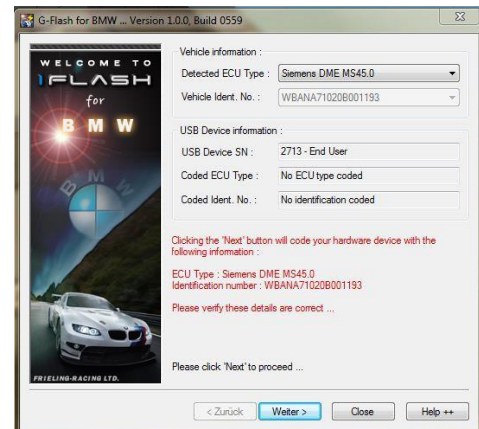 G-Flash for BMW ... Version 1.0.0, Build 0559
WELCOME TO
IFLASH
for
BMW
FRIELING-RACING LTD.
Vehicle information :
Detected ECU Type : Siemens DME MS45.0
Vehicle Ident. No. : WBANA71020B001193
USB Device information :
USB Device SN : 2713 - End User
Coded ECU Type : No ECU type coded
Coded Ident. No. : No identification coded
Clicking the 'Next' button will code your hardware device with the
following information :
ECU Type : Siemens DME MS45.0
Identification number : WBANA71020B001193
Please verify these details are correct ...
Please click 'Next' to proceed ...
< Zurück
Weiter >
Close
Help ++